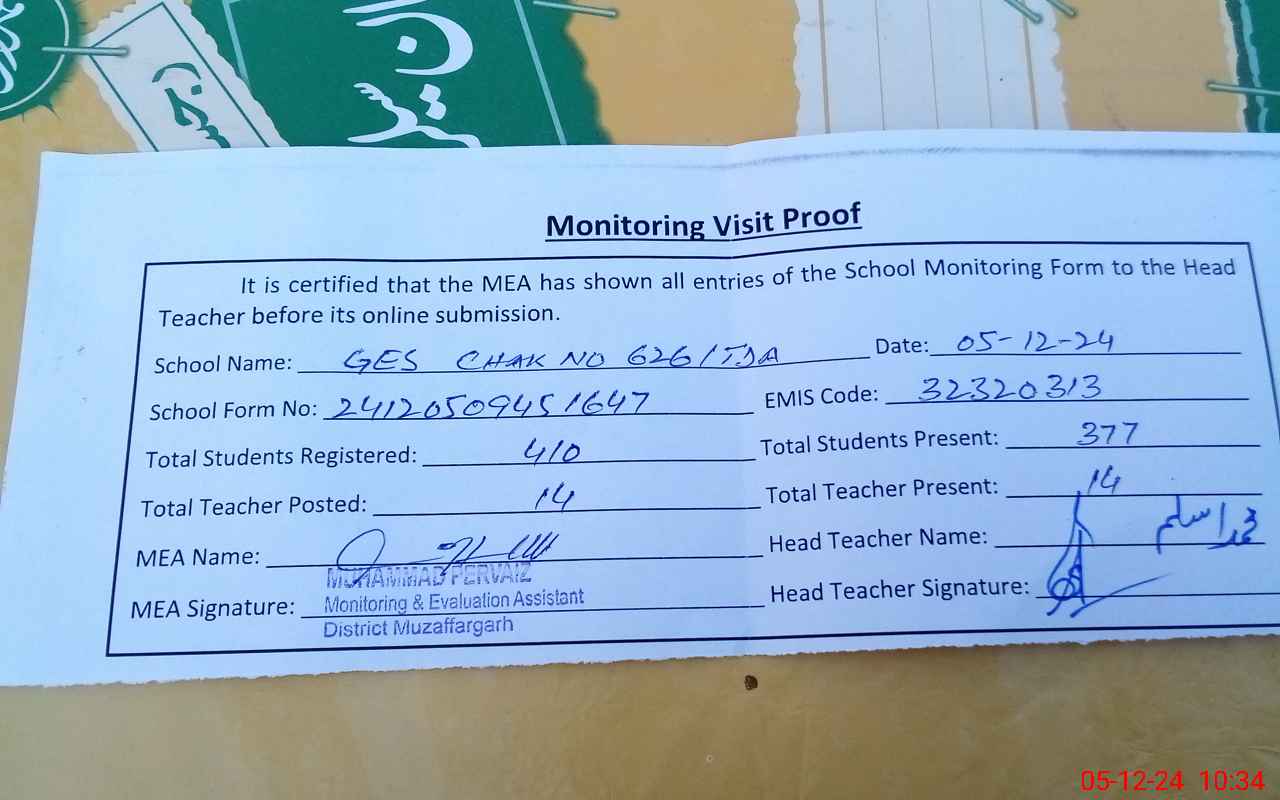 Monitoring Visit Proof
It is certified that the MEA has shown all entries of the School Monitoring Form to the Head
Teacher before its online submission.
School Name: GES CHAK NO 626/TDA Date: 05-12-24
School Form No: 24120509451647 EMIS Code: 32320313
Total Students Registered: 410 Total Students Present: 377
Total Teacher Posted: 14 Total Teacher Present: 14
MEA Name: Head Teacher Name: محمد اسلم
MUHAMMAD PERVAIZ
MEA Signature: Monitoring & Evaluation Assistant Head Teacher Signature:
District Muzaffargarh
05-12-24 10:34